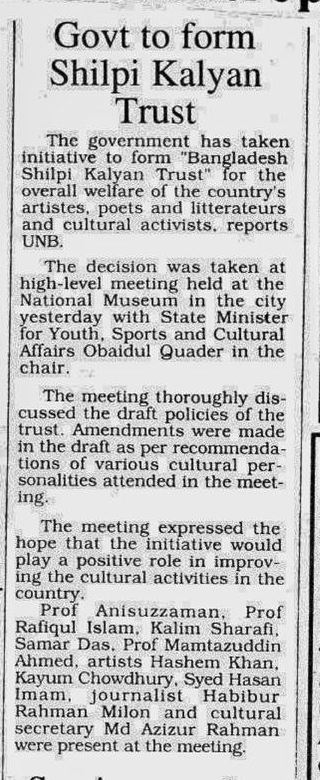 Govt to form
Shilpi Kalyan
Trust
The government has taken
initiative to form "Bangladesh
Shilpi Kalyan Trust" for the
overall welfare of the country's
artistes, poets and litterateurs
and cultural activists, reports
UNB.
The decision was taken at
high-level meeting held at the
National Museum in the city
yesterday with State Minister
for Youth, Sports and Cultural
Affairs Obaidul Quader in the
chair.
The meeting thoroughly dis-
cussed the draft policies of the
trust. Amendments were made
in the draft as per recommenda-
tions of various cultural per-
sonalities attended in the meet-
ing.
The meeting expressed the
hope that the initiative would
play a positive role in improv-
ing the cultural activities in the
country.
Prof Anisuzzaman, Prof
Rafiqul Islam, Kalim Sharafi,
Samar Das, Prof Mamtazuddin
Ahmed, artists Hashem Khan,
Kayum Chowdhury, Syed Hasan
Imam, journalist Habibur
Rahman Milon and cultural
secretary Md Azizur Rahman
were present at the meeting.